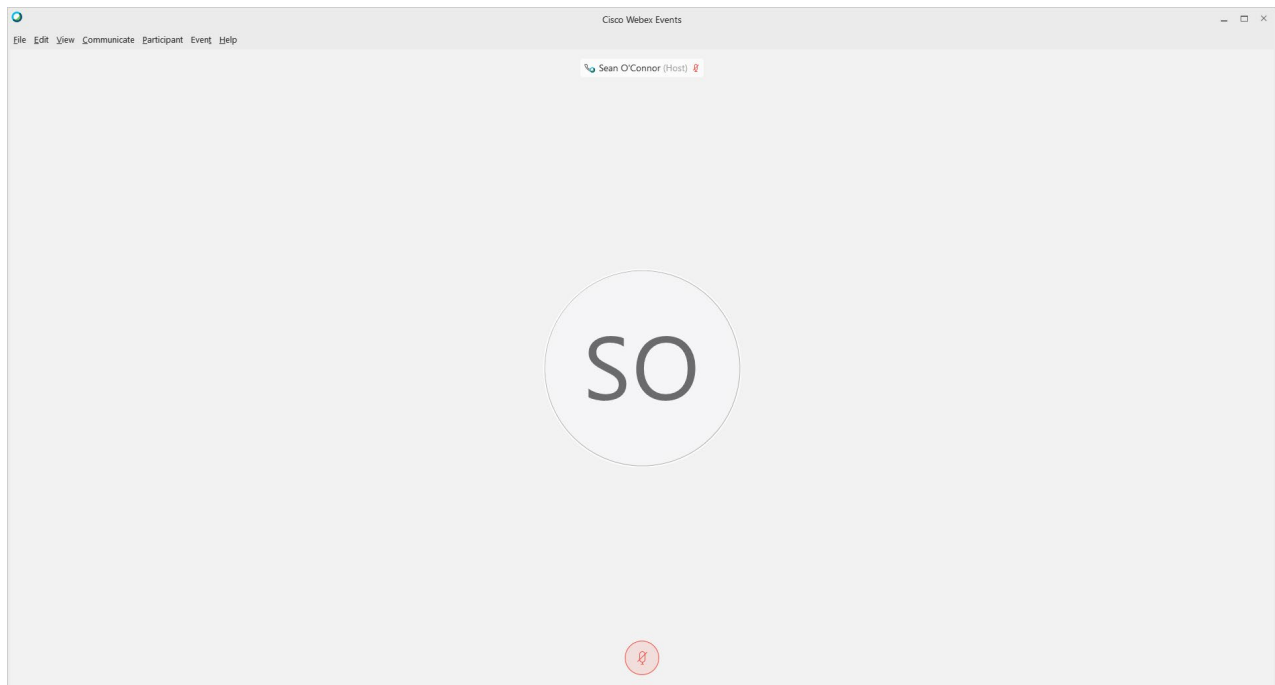 Cisco Webex Events
File Edit View Communicate Participant Event Help
Sean O'Connor (Host)
SO